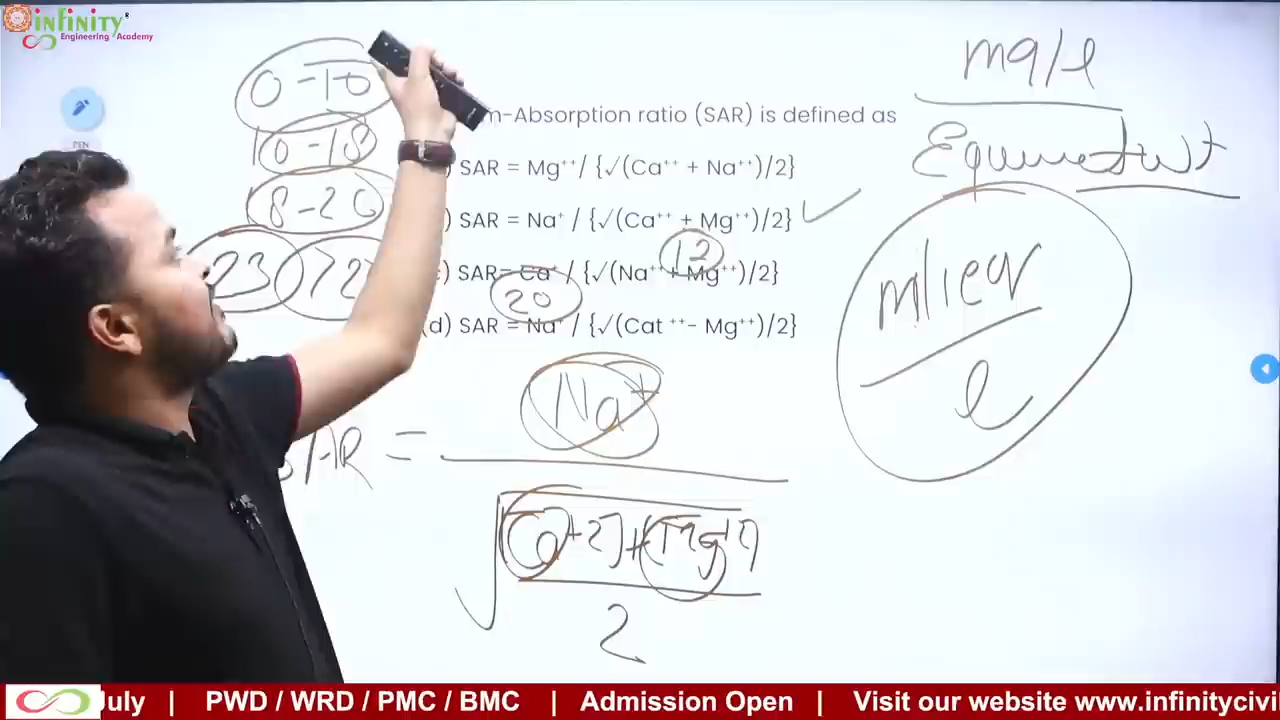 infinity
Engineering Academy
PEN
0-10
10-18
18-26
23
m-Absorption ratio (SAR) is defined as
) SAR = Mg⁺⁺/ {√(Ca⁺⁺ + Na⁺⁺)/2}
) SAR = Na⁺ / {√(Ca⁺⁺ + Mg⁺⁺)/2}
12
) SAR= Ca⁺ / {√(Na⁺⁺+ Mg⁺⁺)/2}
20
(d) SAR = Na⁺ / {√(Cat ⁺⁺- Mg⁺⁺)/2}
mg/l
milieqv
l
SAR = Na⁺
√[Ca⁺²]+[Mg⁺²]
2
July | PWD / WRD / PMC / BMC | Admission Open | Visit our website www.infinitycivi